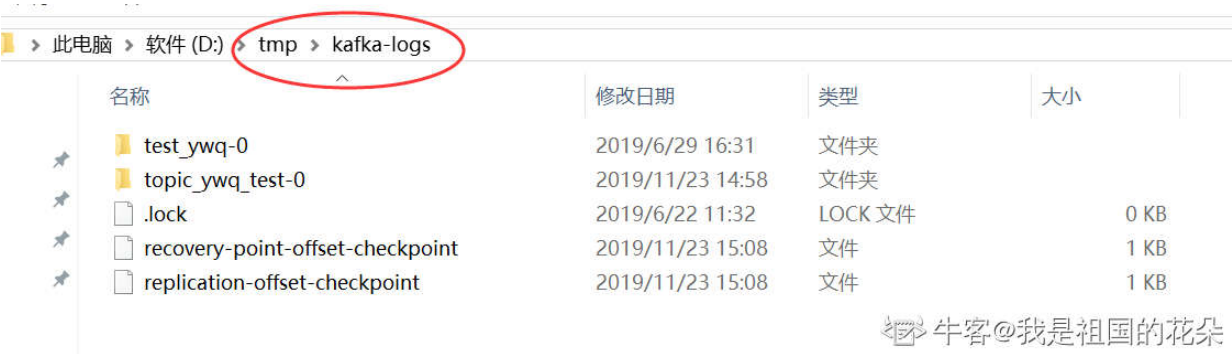 此电脑 > 软件 (D:) > tmp > kafka-logs
名称 修改日期 类型 大小
test_ywq-0 2019/6/29 16:31 文件夹
topic_ywq_test-0 2019/11/23 14:58 文件夹
.lock 2019/6/22 11:32 LOCK 文件 0 KB
recovery-point-offset-checkpoint 2019/11/23 15:08 文件 1 KB
replication-offset-checkpoint 2019/11/23 15:08 文件 1 KB
牛客@我是祖国的花朵